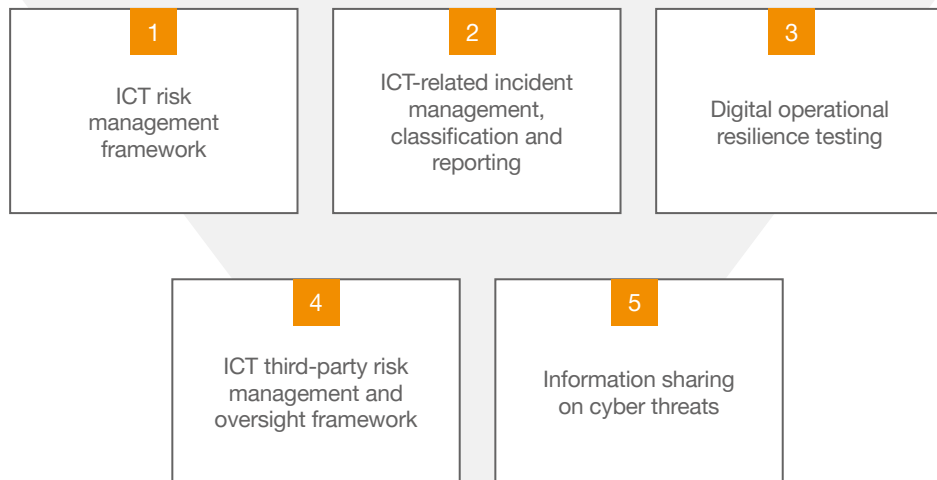 1
ICT risk
management
framework
2
ICT-related incident
management,
classification and
reporting
3
Digital operational
resilience testing
4
ICT third-party risk
management and
oversight framework
5
Information sharing
on cyber threats